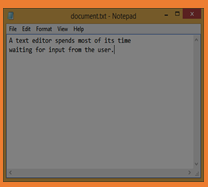 document.txt - Notepad
File Edit Format View Help
A text editor spends most of its time
waiting for input from the user.